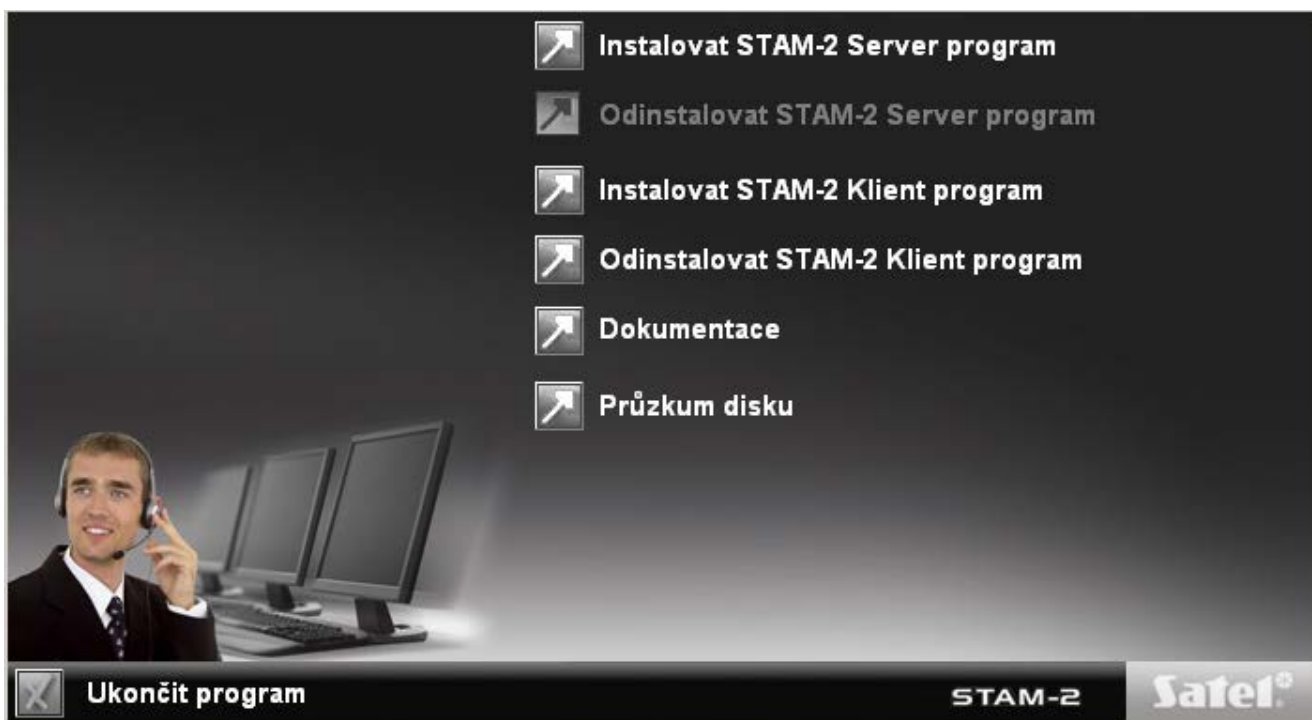 Instalovat STAM-2 Server program
Odinstalovat STAM-2 Server program
Instalovat STAM-2 Klient program
Odinstalovat STAM-2 Klient program
Dokumentace
Průzkum disku
Ukončit program
STAM-2
Satel®